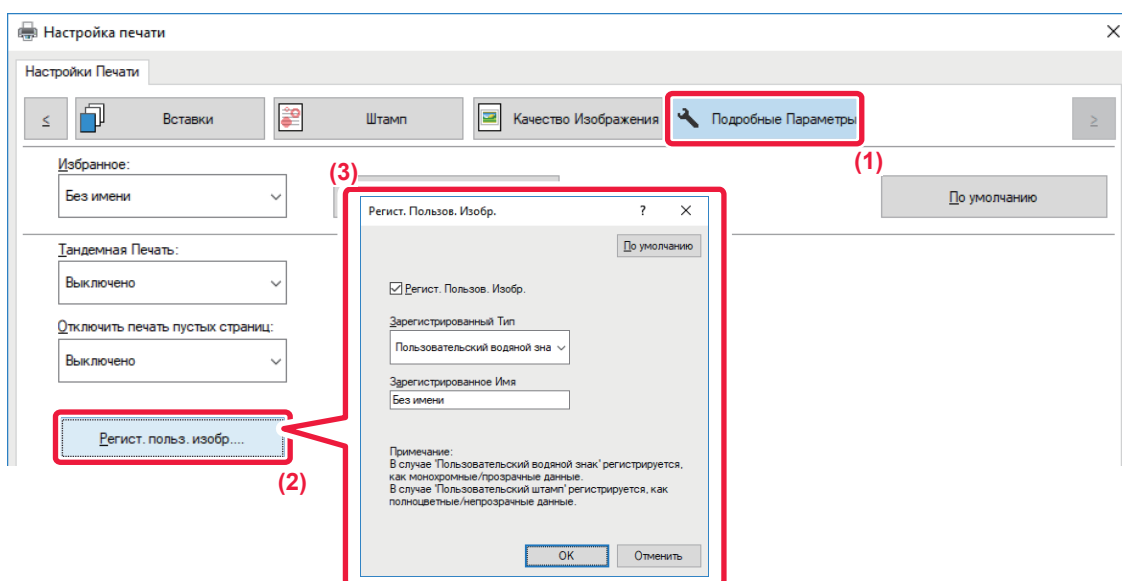 Настройка печати
Настройки Печати
≤
Вставки
Штамп
Качество Изображения
Подробные Параметры
≥
(1)
Избранное:
Без имени
По умолчанию
(3)
Тандемная Печать:
Выключено
Отключить печать пустых страниц:
Выключено
Регист. польз. изобр....
(2)
Регист. Пользов. Изобр.
?
По умолчанию
Регист. Пользов. Изобр.
Зарегистрированный Тип
Пользовательский водяной зна
Зарегистрированное Имя
Без имени
Примечание:
В случае 'Пользовательский водяной знак' регистрируется,
как монохромные/прозрачные данные.
В случае 'Пользовательский штамп' регистрируется, как
полноцветные/непрозрачные данные.
OK
Отменить